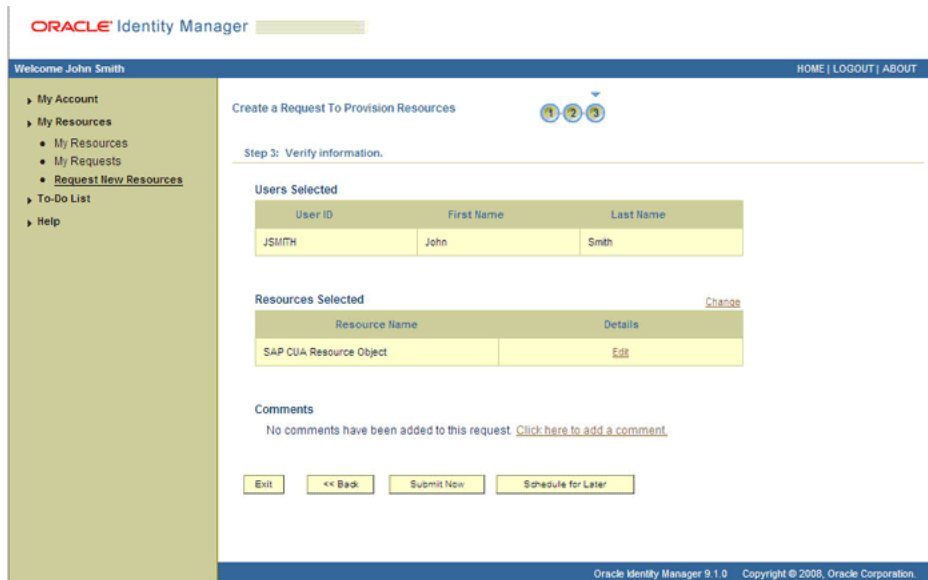 ORACLE Identity Manager
Welcome John Smith
HOME | LOGOUT | ABOUT
My Account
My Resources
My Resources
My Requests
Request New Resources
To-Do List
Help
Create a Request To Provision Resources
1 2 3
Step 3: Verify information.
Users Selected
User ID First Name Last Name
JSMITH John Smith
Resources Selected Change
Resource Name Details
SAP CUA Resource Object Edit
Comments
No comments have been added to this request. Click here to add a comment.
Exit << Back Submit Now Schedule for Later
Oracle Identity Manager 9.1.0 Copyright © 2008, Oracle Corporation.